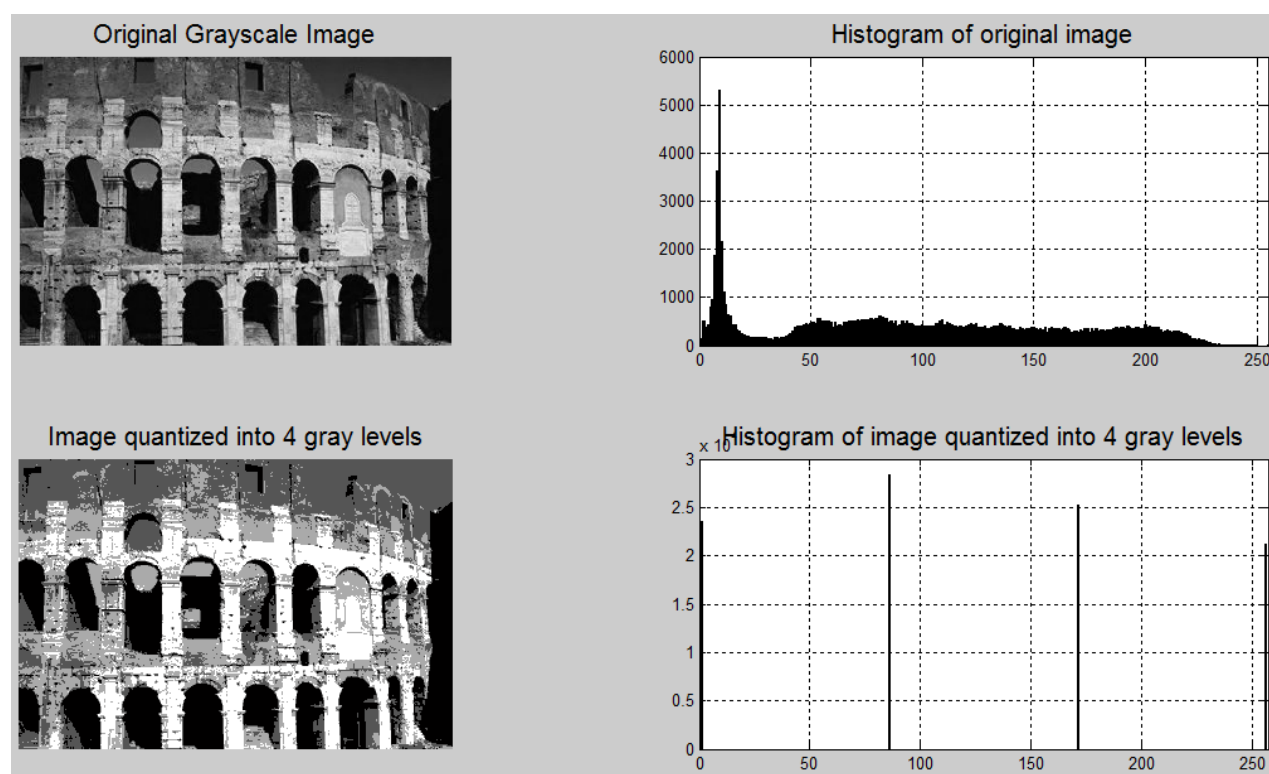 Original Grayscale Image
Histogram of original image
6000
5000
4000
3000
2000
1000
0
0 50 100 150 200 250
Image quantized into 4 gray levels
Histogram of image quantized into 4 gray levels
x 10
3
2.5
2
1.5
1
0.5
0
0 50 100 150 200 250